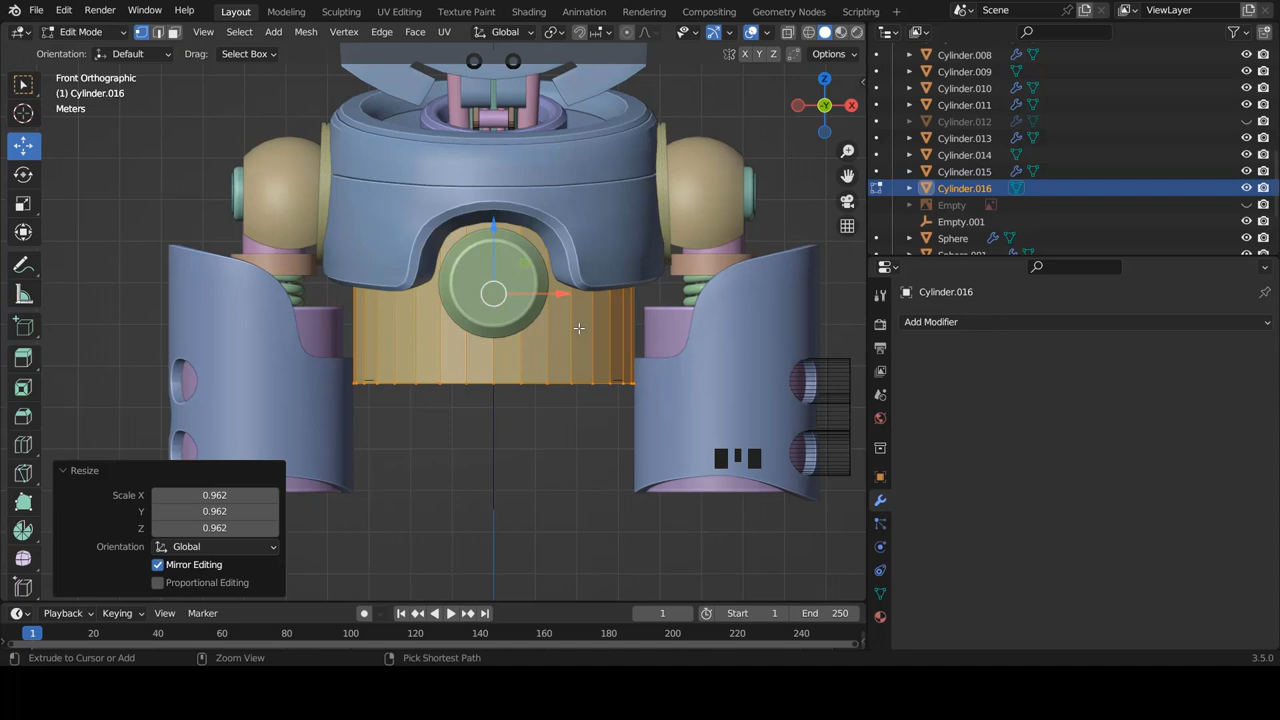 File Edit Render Window Help Layout Modeling Sculpting UV Editing Texture Paint Shading Animation Rendering Compositing Geometry Nodes Scripting + Scene ViewLayer
Edit Mode View Select Add Mesh Vertex Edge Face UV Global
Orientation: Default Drag: Select Box X Y Z Options
Front Orthographic
(1) Cylinder.016
Meters
Z
-Y
X
Cylinder.008
Cylinder.009
Cylinder.010
Cylinder.011
Cylinder.012
Cylinder.013
Cylinder.014
Cylinder.015
Cylinder.016
Empty
Empty.001
Sphere
Cylinder.016
Add Modifier
Resize
Scale X 0.962
Y 0.962
Z 0.962
Orientation Global
Mirror Editing
Proportional Editing
Playback Keying View Marker 1 Start 1 End 250
1 20 40 60 80 100 120 140 160 180 200 220 240
Extrude to Cursor or Add Zoom View Pick Shortest Path 3.5.0